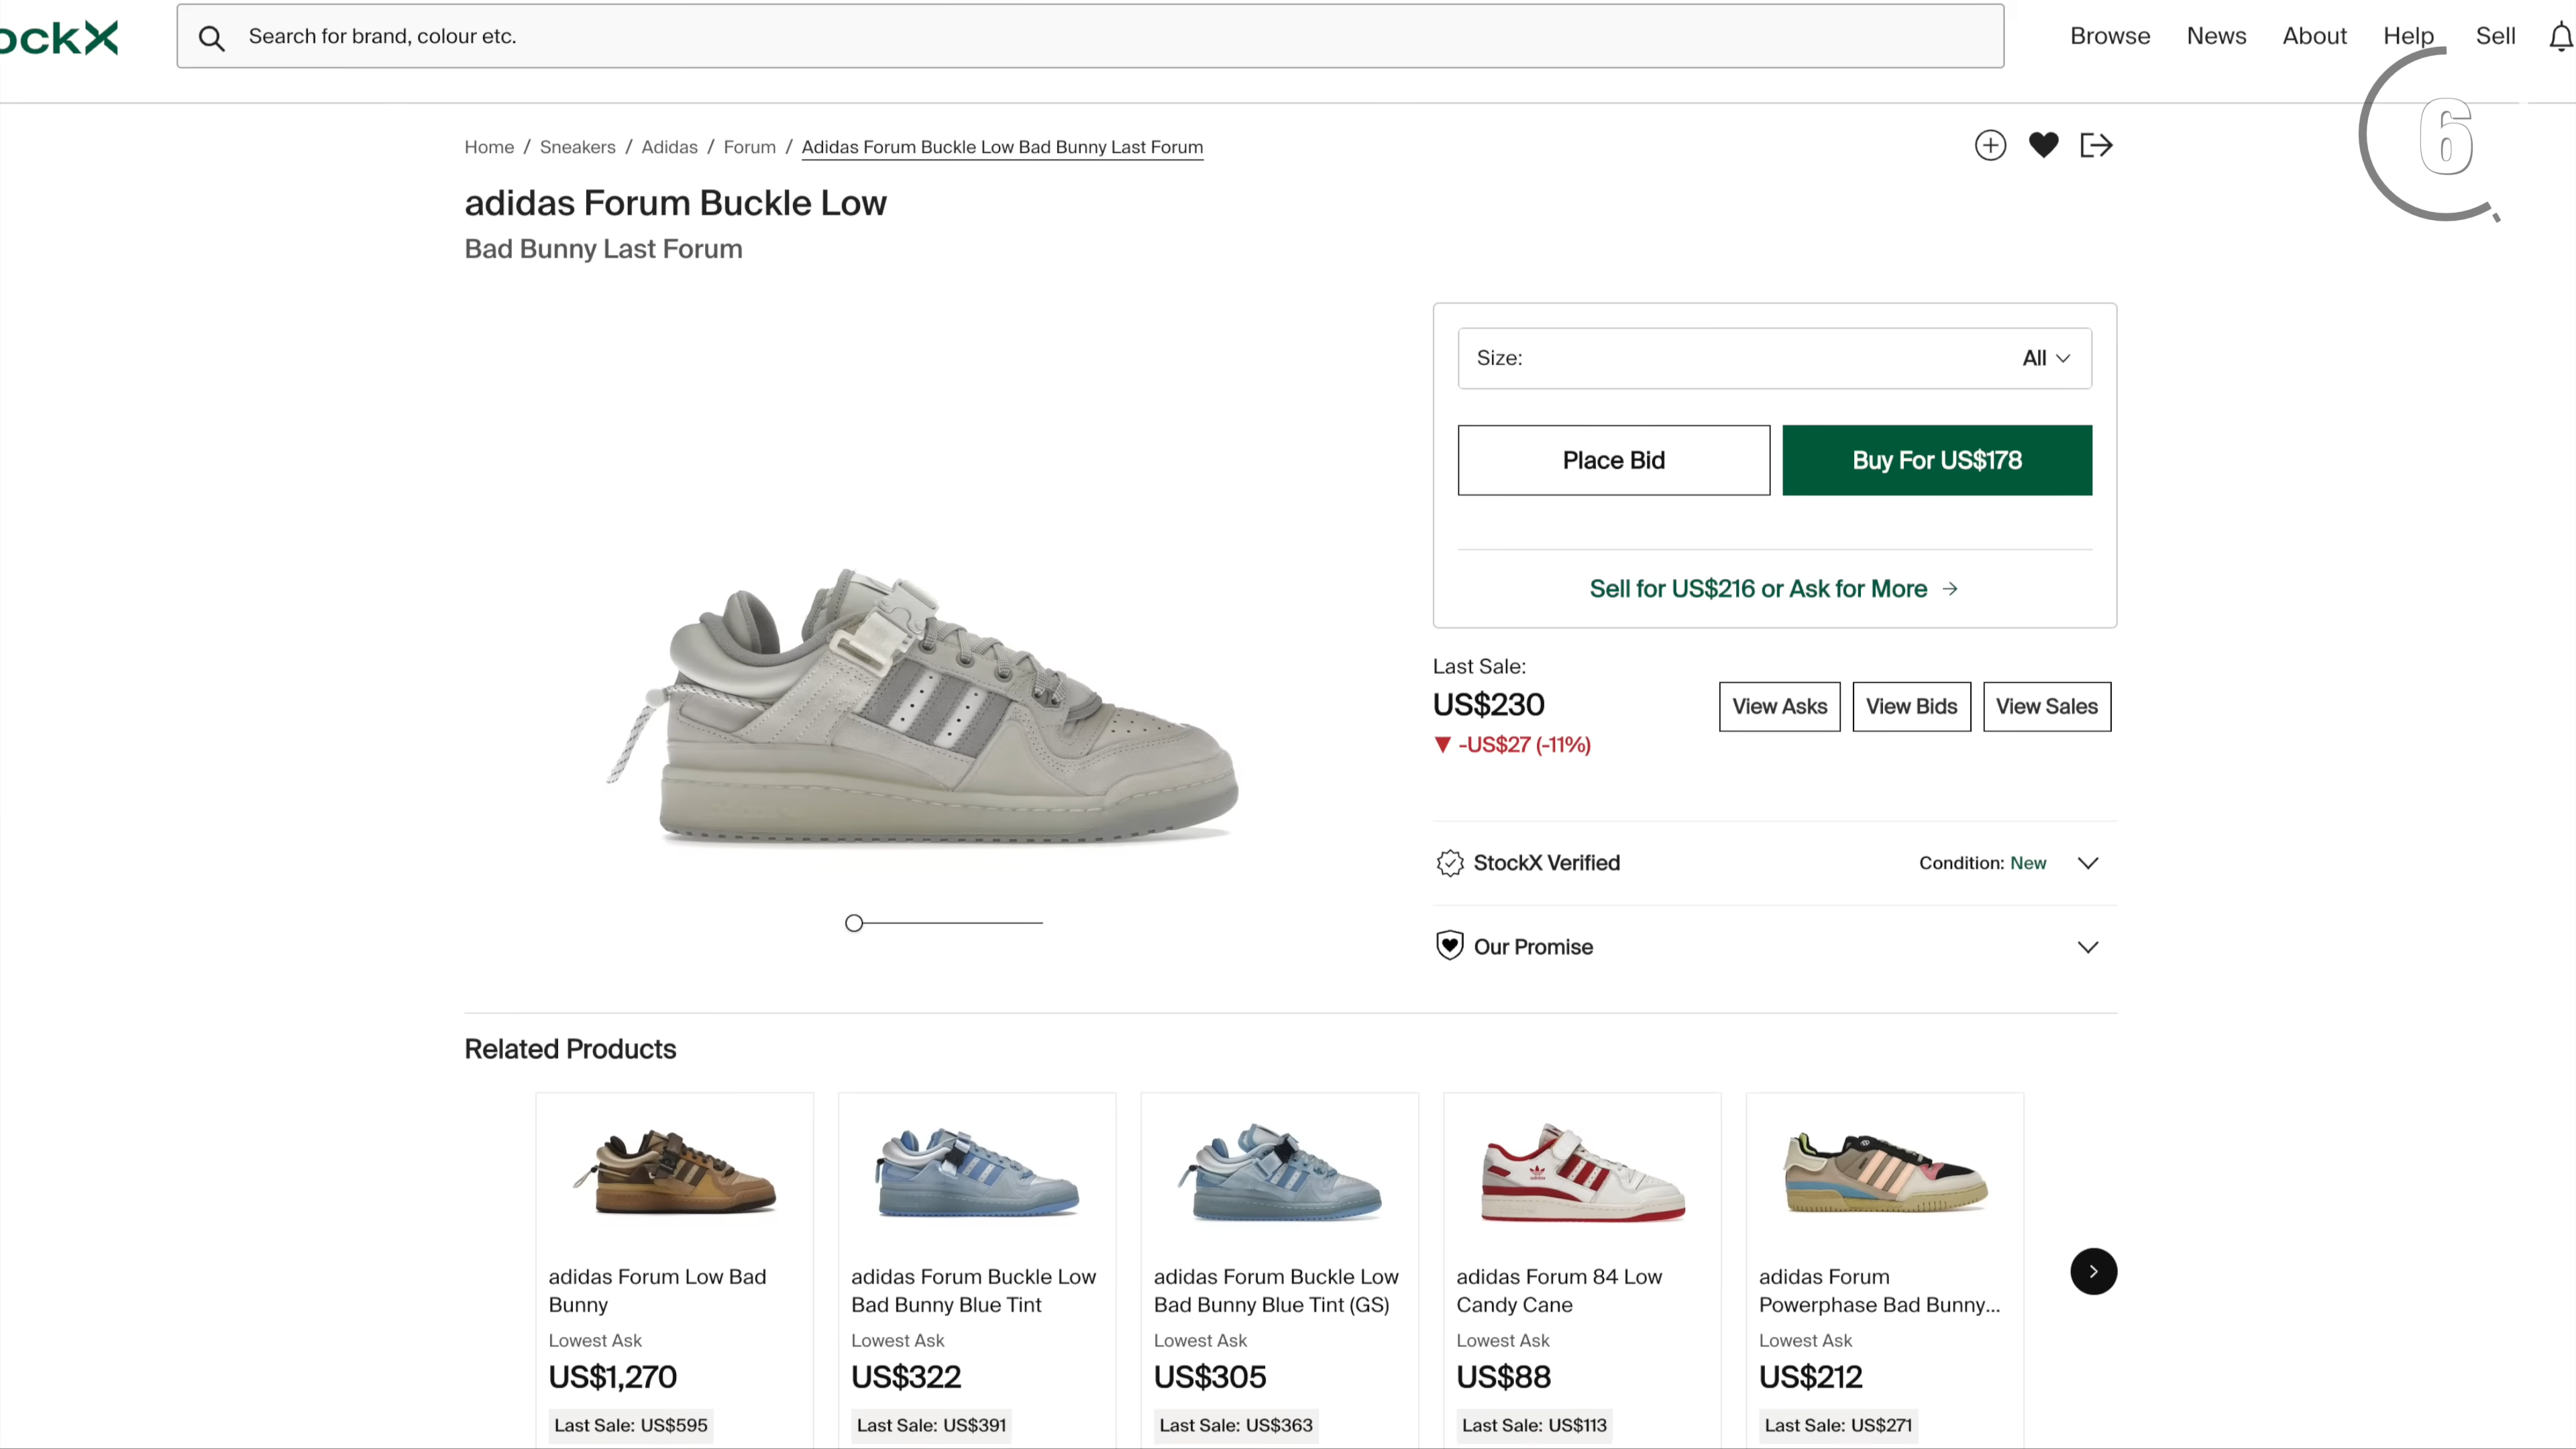 ockX
Search for brand, colour etc.
Browse News About Help Sell
6
Home / Sneakers / Adidas / Forum / Adidas Forum Buckle Low Bad Bunny Last Forum
adidas Forum Buckle Low
Bad Bunny Last Forum
Size: All
Place Bid Buy For US$178
Sell for US$216 or Ask for More
Last Sale:
US$230
-US$27 (-11%)
View Asks View Bids View Sales
StockX Verified Condition: New
Our Promise
Related Products
adidas Forum Low Bad
Bunny
Lowest Ask
US$1,270
Last Sale: US$595
adidas Forum Buckle Low
Bad Bunny Blue Tint
Lowest Ask
US$322
Last Sale: US$391
adidas Forum Buckle Low
Bad Bunny Blue Tint (GS)
Lowest Ask
US$305
Last Sale: US$363
adidas Forum 84 Low
Candy Cane
Lowest Ask
US$88
Last Sale: US$113
adidas Forum
Powerphase Bad Bunny...
Lowest Ask
US$212
Last Sale: US$271